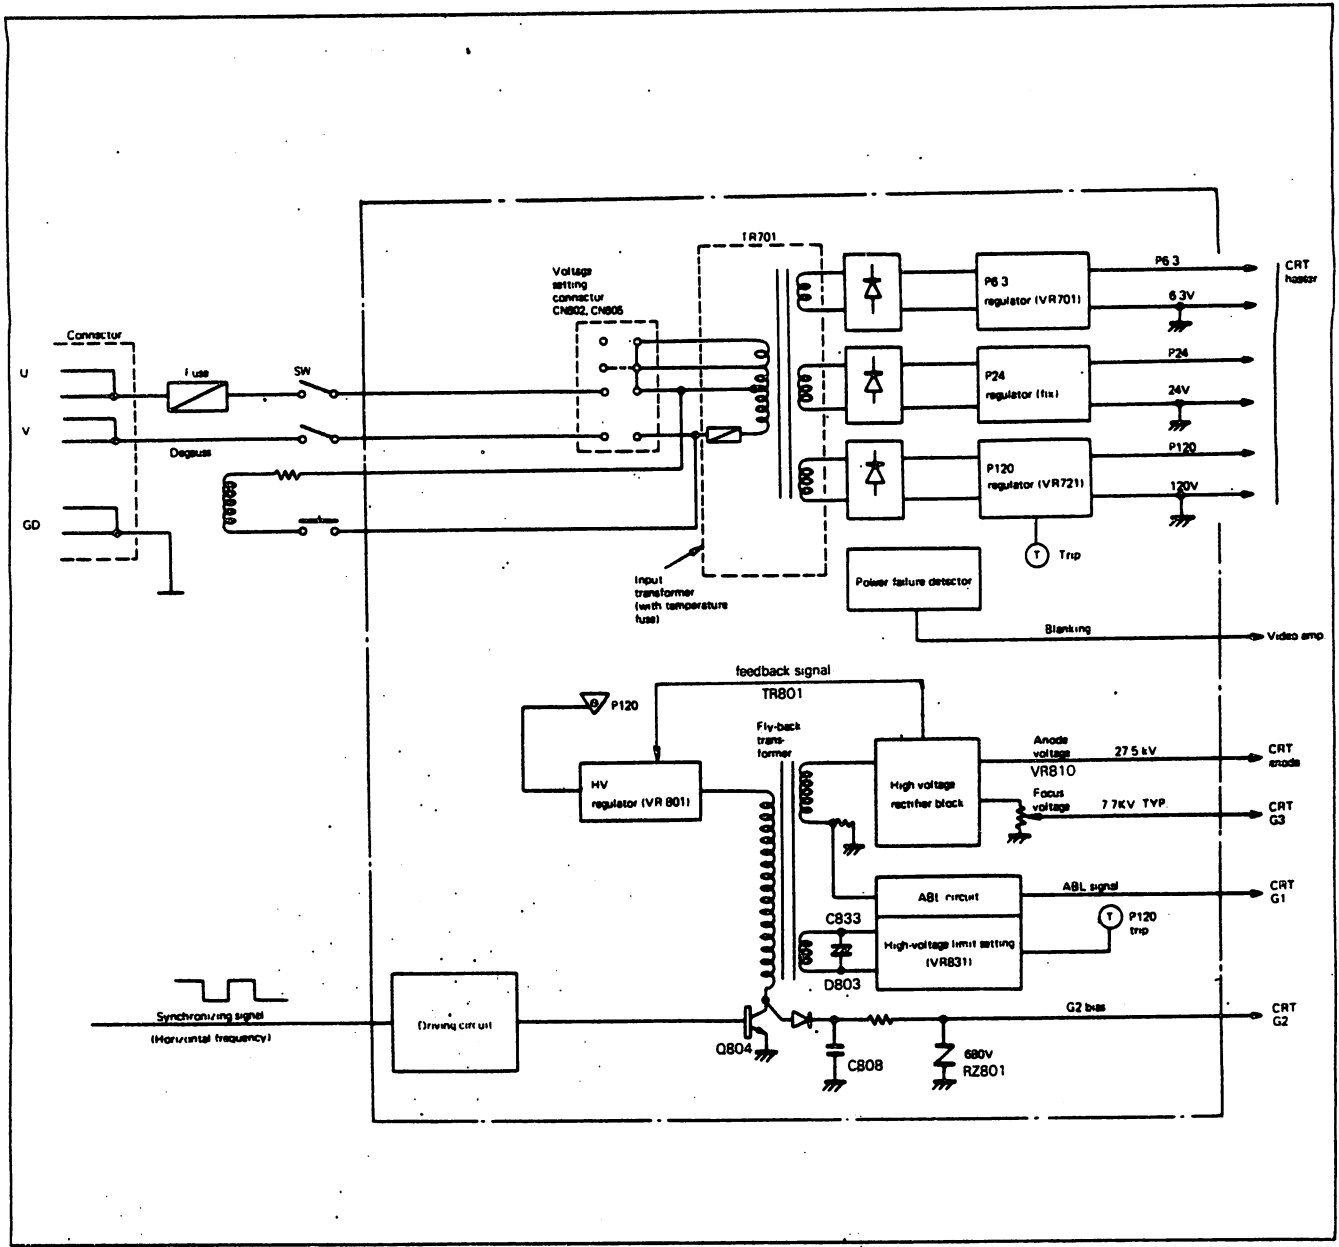 TR701
Voltage
setting
connector
CN602, CN605
P6 3
CRT
heater
P6 3
regulator (VR701)
6 3V
Connector
U
Fuse
SW
P24
P24
regulator (fix)
24V
V
Degauss
P120
P120
regulator (VR721)
120V
GD
T
Trip
Input
transformer
(with temperature
fuse)
Power failure detector
Blanking
Video amp.
feedback signal
TR801
P120
Fly-back
trans-
former
Anode
voltage
27 5 kV
CRT
anode
VR810
HV
regulator (VR 801)
High voltage
rectifier block
Focus
voltage
7 7KV TYP.
CRT
G3
ABL circuit
ABL signal
CRT
G1
C833
T
P120
trip
High-voltage limit setting
(VR831)
D803
Synchronizing signal
(Horizontal frequency)
Driving circuit
G2 bias
CRT
G2
Q804
C808
680V
RZ801